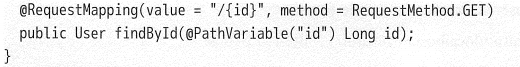 @RequestMapping(value = "/{id}", method = RequestMethod.GET)
public User findById(@PathVariable("id") Long id);
}